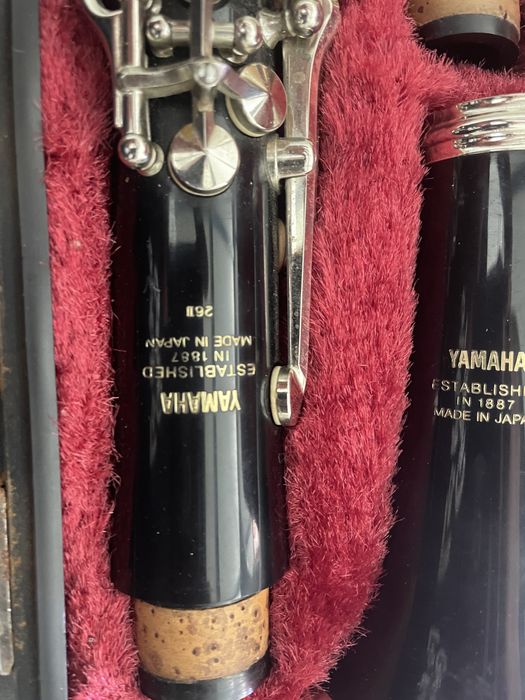 YAMAHA
ESTABLISHED
IN 1887
MADE IN JAPAN
26II
YAMAHA
ESTABLISHE
IN 1887
MADE IN JAPA